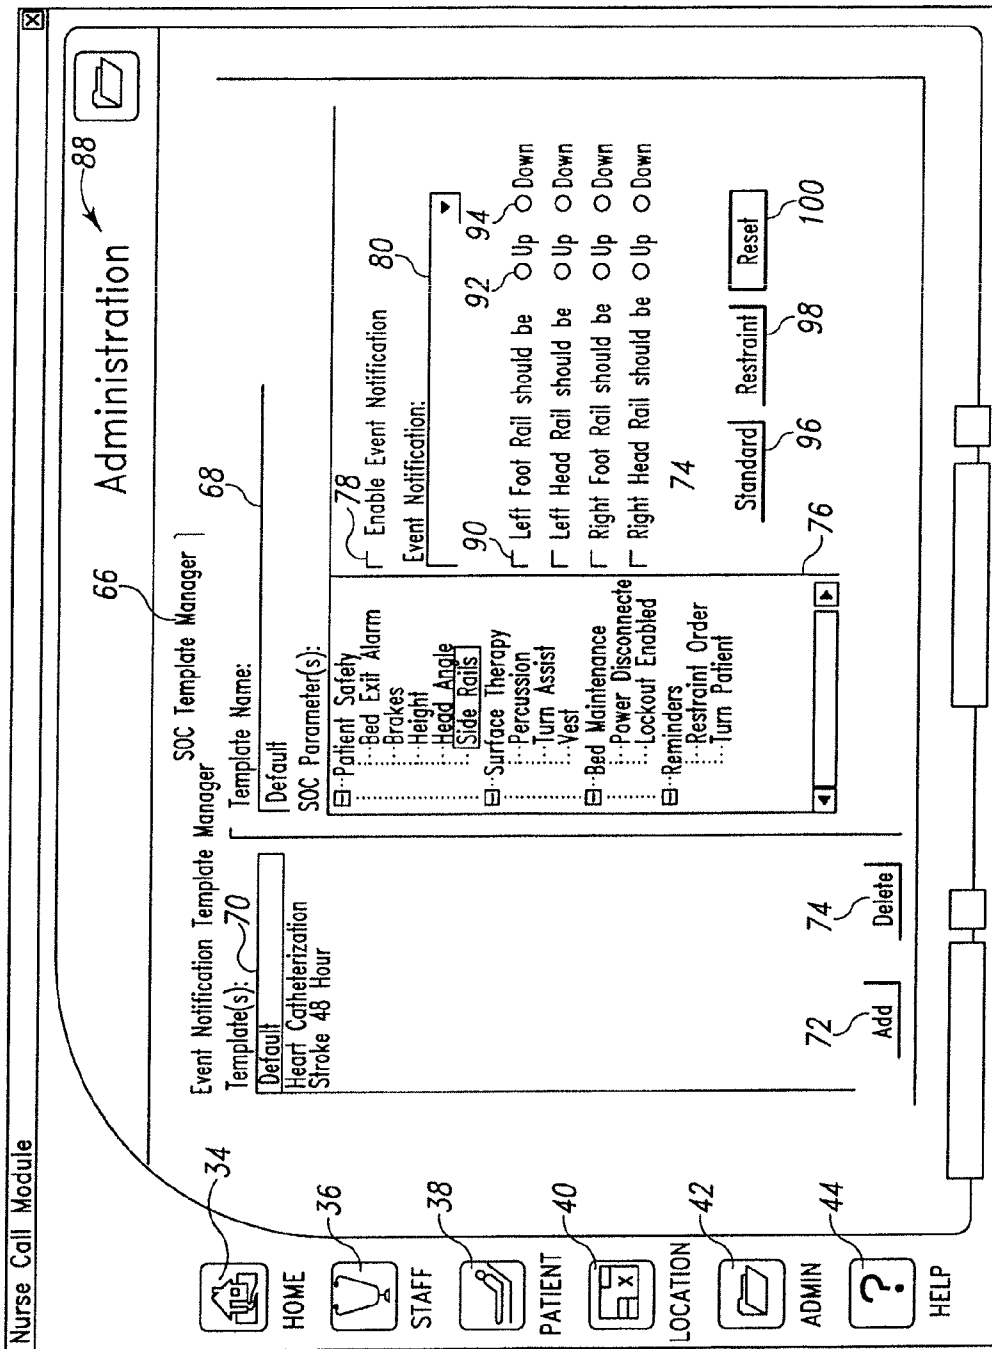 Nurse Call Module
X
34
HOME
36
STAFF
38
PATIENT
40
X
LOCATION
42
ADMIN
44
?
HELP
66
Administration
88
Event Notification Template Manager
SOC Template Manager
Template(s):
70
Default
Heart Catheterization
Stroke 48 Hour
72
Add
74
Delete
Template Name:
68
Default
SOC Parameter(s):
Patient Safety
Bed Exit Alarm
Brakes
Height
Head Angle
Side Rails
Surface Therapy
Percussion
Turn Assist
Vest
Bed Maintenance
Power Disconnecte
Lockout Enabled
Reminders
Restraint Order
Turn Patient
76
78
Enable Event Notification
Event Notification:
80
90
92
94
Left Foot Rail should be Up Down
Left Head Rail should be Up Down
Right Foot Rail should be Up Down
Right Head Rail should be Up Down
74
Standard Restraint Reset
96
98
100